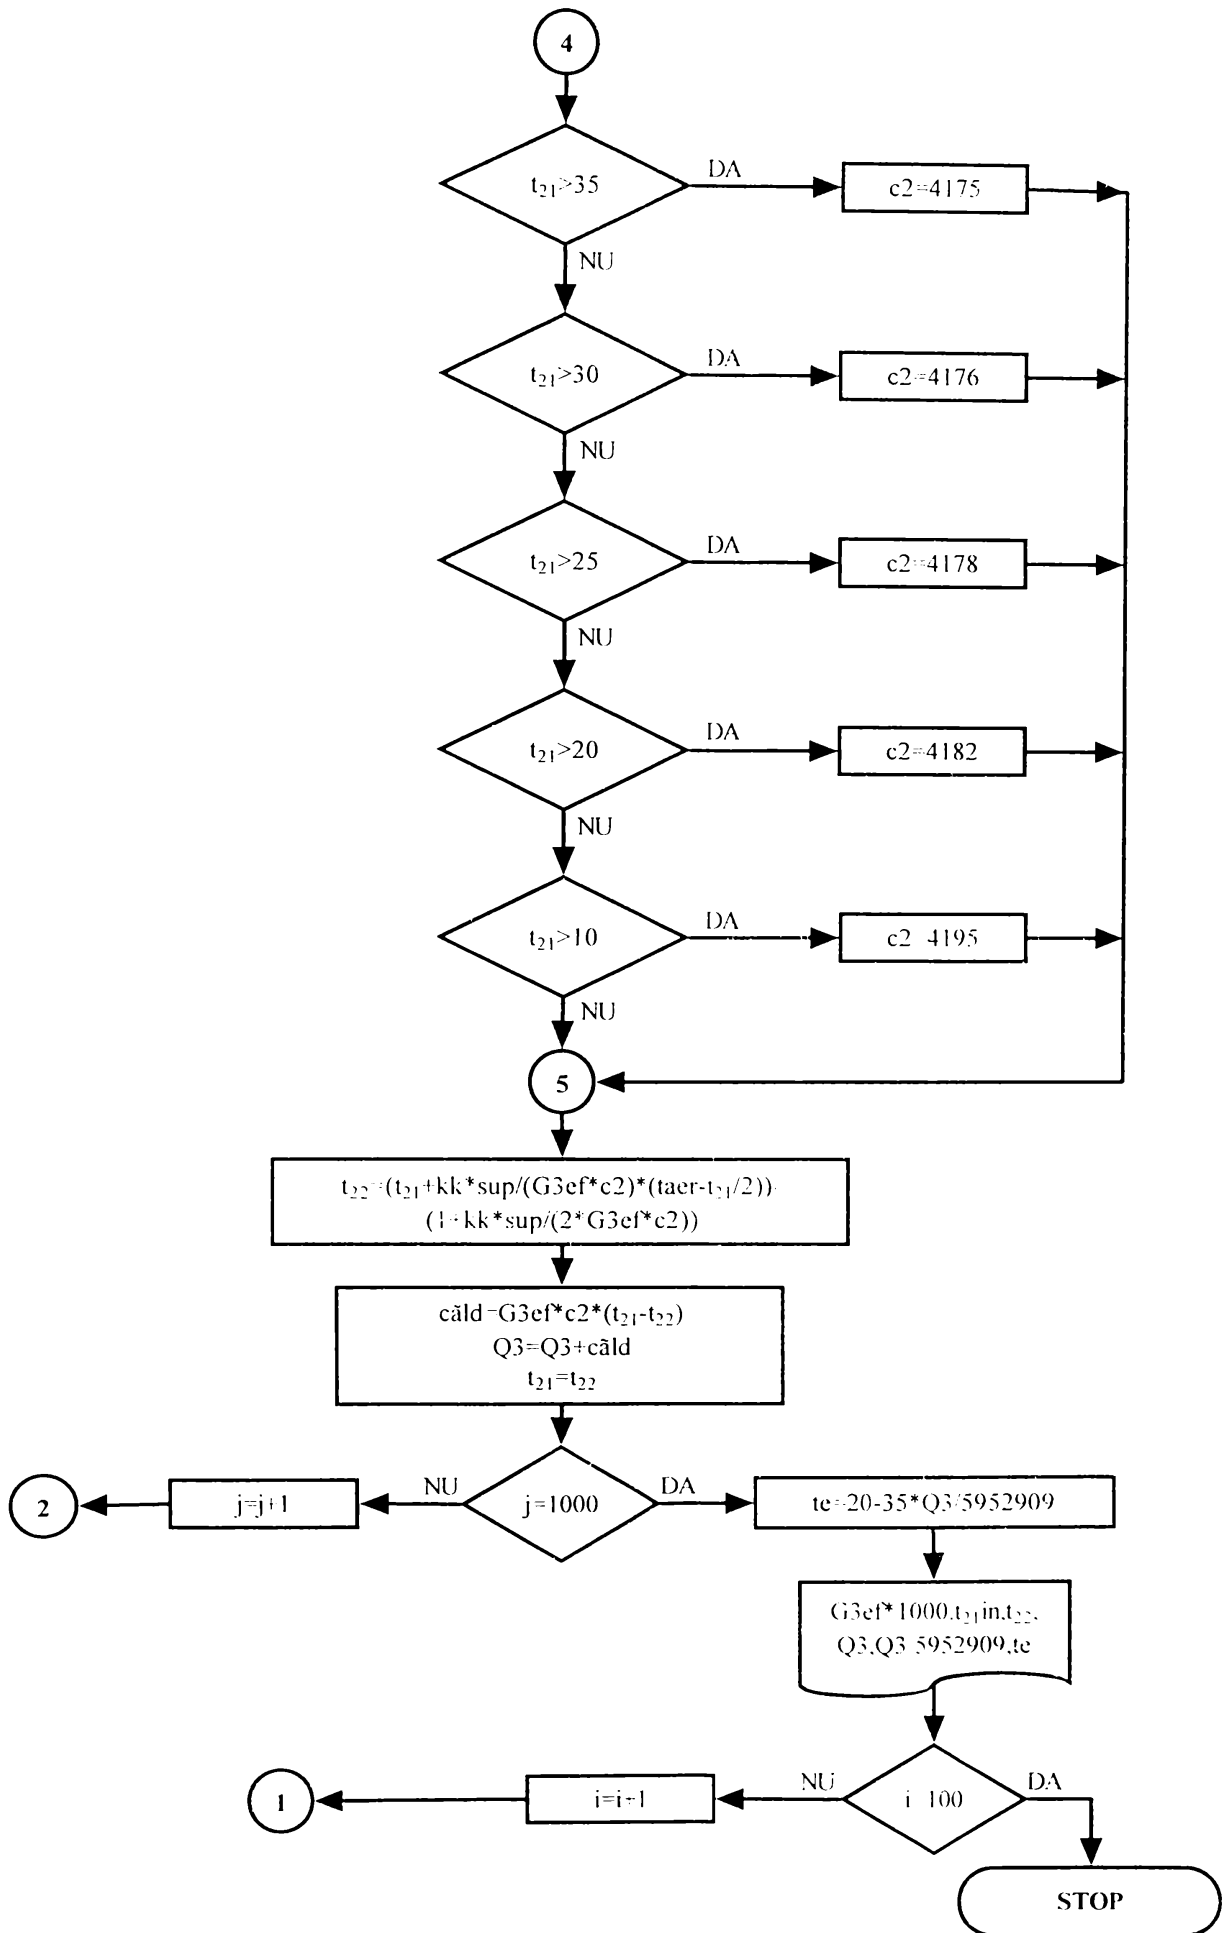 4
t₂₁>35
DA
c2=4175
NU
t₂₁>30
DA
c2=4176
NU
t₂₁>25
DA
c2=4178
NU
t₂₁>20
DA
c2=4182
NU
t₂₁>10
DA
c2 4195
NU
5
t₂₂=(t₂₁+kk*sup/(G3ef*c2)*(taer-t₂₁/2))
(1+kk*sup/(2*G3ef*c2))
cãld=G3ef*c2*(t₂₁-t₂₂)
Q3=Q3+cãld
t₂₁=t₂₂
2
j=j+1
NU
j=1000
DA
te=20-35*Q3/5952909
G3ef*1000,t₂₁in,t₂₂,
Q3,Q3 5952909,te
1
i=i+1
NU
i 100
DA
STOP